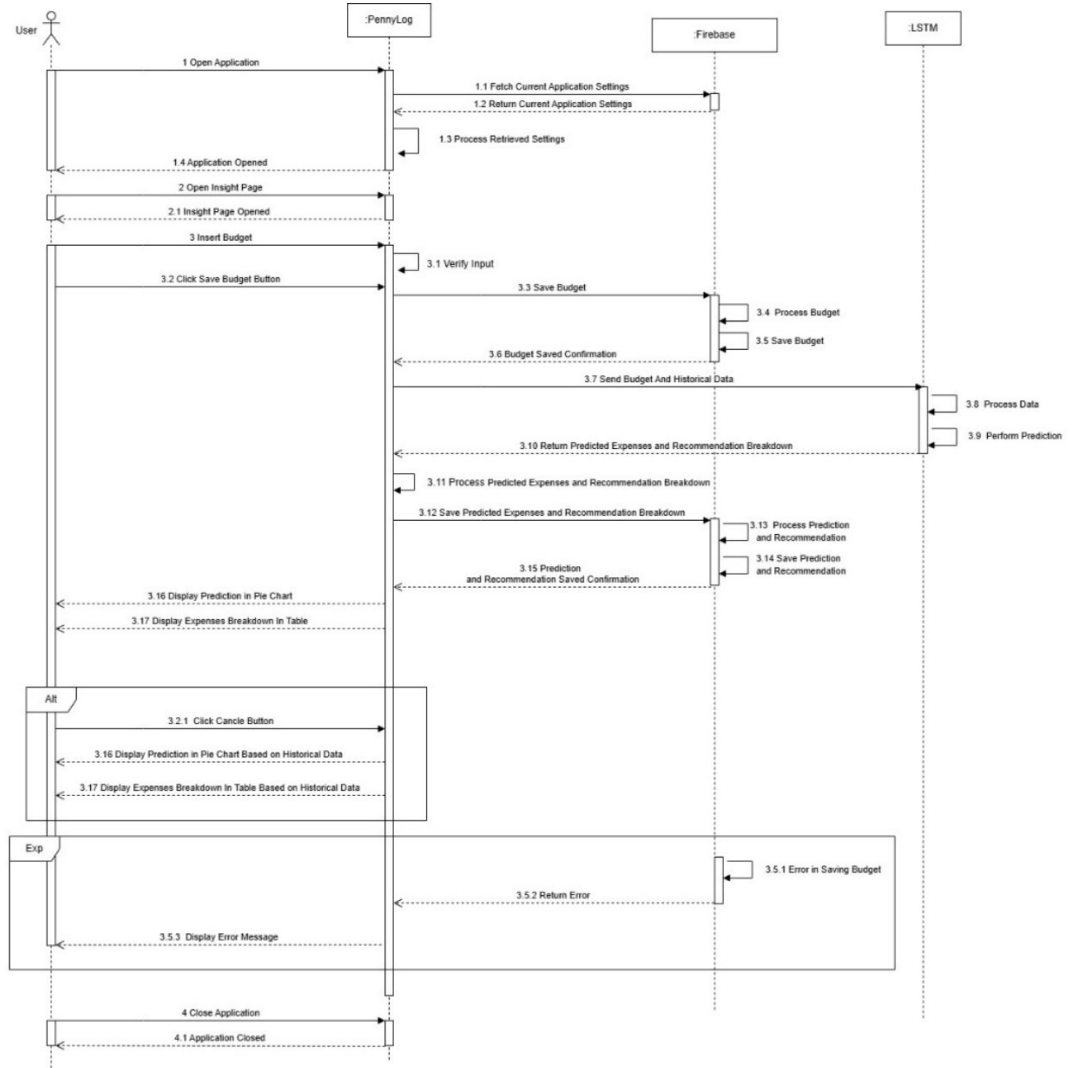 User
:PennyLog
:Firebase
:LSTM
1 Open Application
1.1 Fetch Current Application Settings
1.2 Return Current Application Settings
1.3 Process Retrieved Settings
1.4 Application Opened
2 Open Insight Page
2.1 Insight Page Opened
3 Insert Budget
3.1 Verify Input
3.2 Click Save Budget Button
3.3 Save Budget
3.4 Process Budget
3.5 Save Budget
3.6 Budget Saved Confirmation
3.7 Send Budget And Historical Data
3.8 Process Data
3.9 Perform Prediction
3.10 Return Predicted Expenses and Recommendation Breakdown
3.11 Process Predicted Expenses and Recommendation Breakdown
3.12 Save Predicted Expenses and Recommendation Breakdown
3.13 Process Prediction
and Recommendation
3.14 Save Prediction
and Recommendation
3.15 Prediction
and Recommendation Saved Confirmation
3.16 Display Prediction in Pie Chart
3.17 Display Expenses Breakdown In Table
Alt
3.2.1 Click Cancle Button
3.16 Display Prediction in Pie Chart Based on Historical Data
3.17 Display Expenses Breakdown In Table Based on Historical Data
Exp
3.5.1 Error in Saving Budget
3.5.2 Return Error
3.5.3 Display Error Message
4 Close Application
4.1 Application Closed